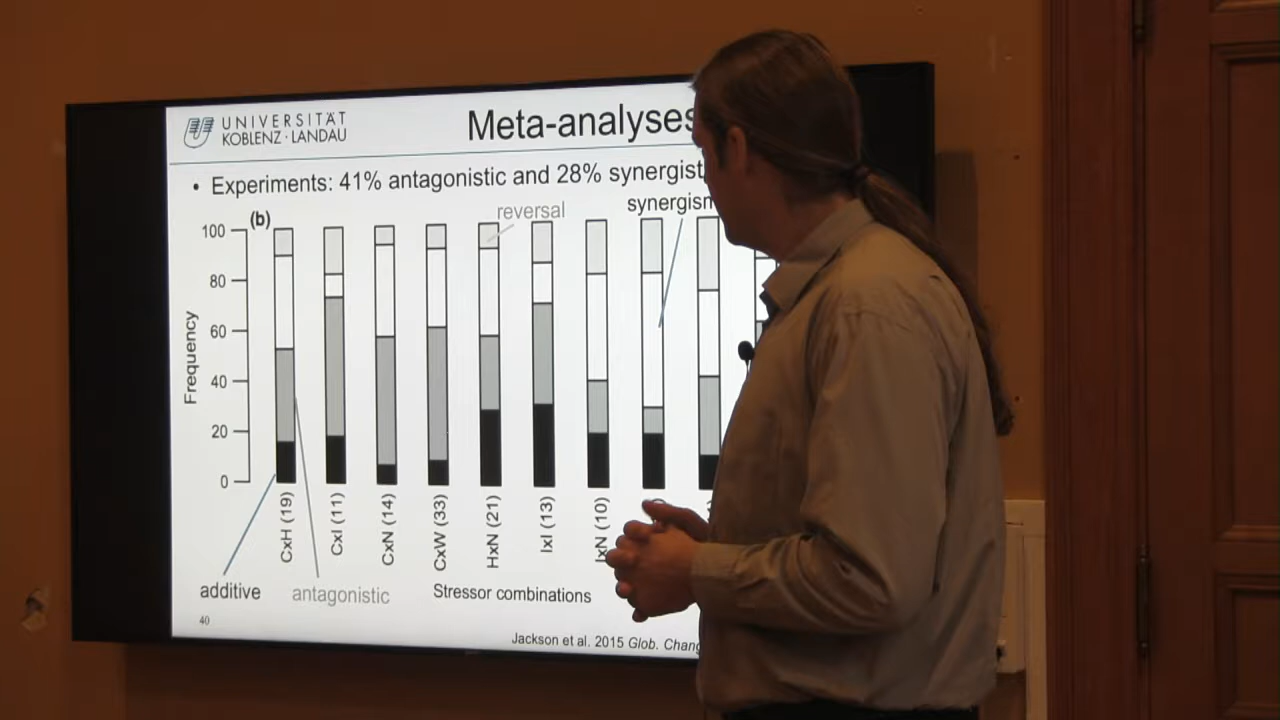 UNIVERSITÄT
KOBLENZ · LANDAU
Meta-analyses
• Experiments: 41% antagonistic and 28% synergist
(b)
reversal
synergism
100
80
60
40
20
0
Frequency
CxH (19)
CxI (11)
CxN (14)
CxW (33)
HxN (21)
IxI (13)
IxN (10)
additive
antagonistic
Stressor combinations
40
Jackson et al. 2015 Glob. Chang